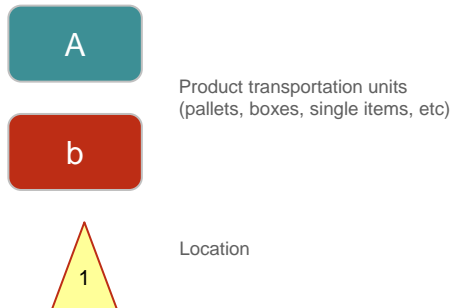 A
Product transportation units
(pallets, boxes, single items, etc)
b
Location
1